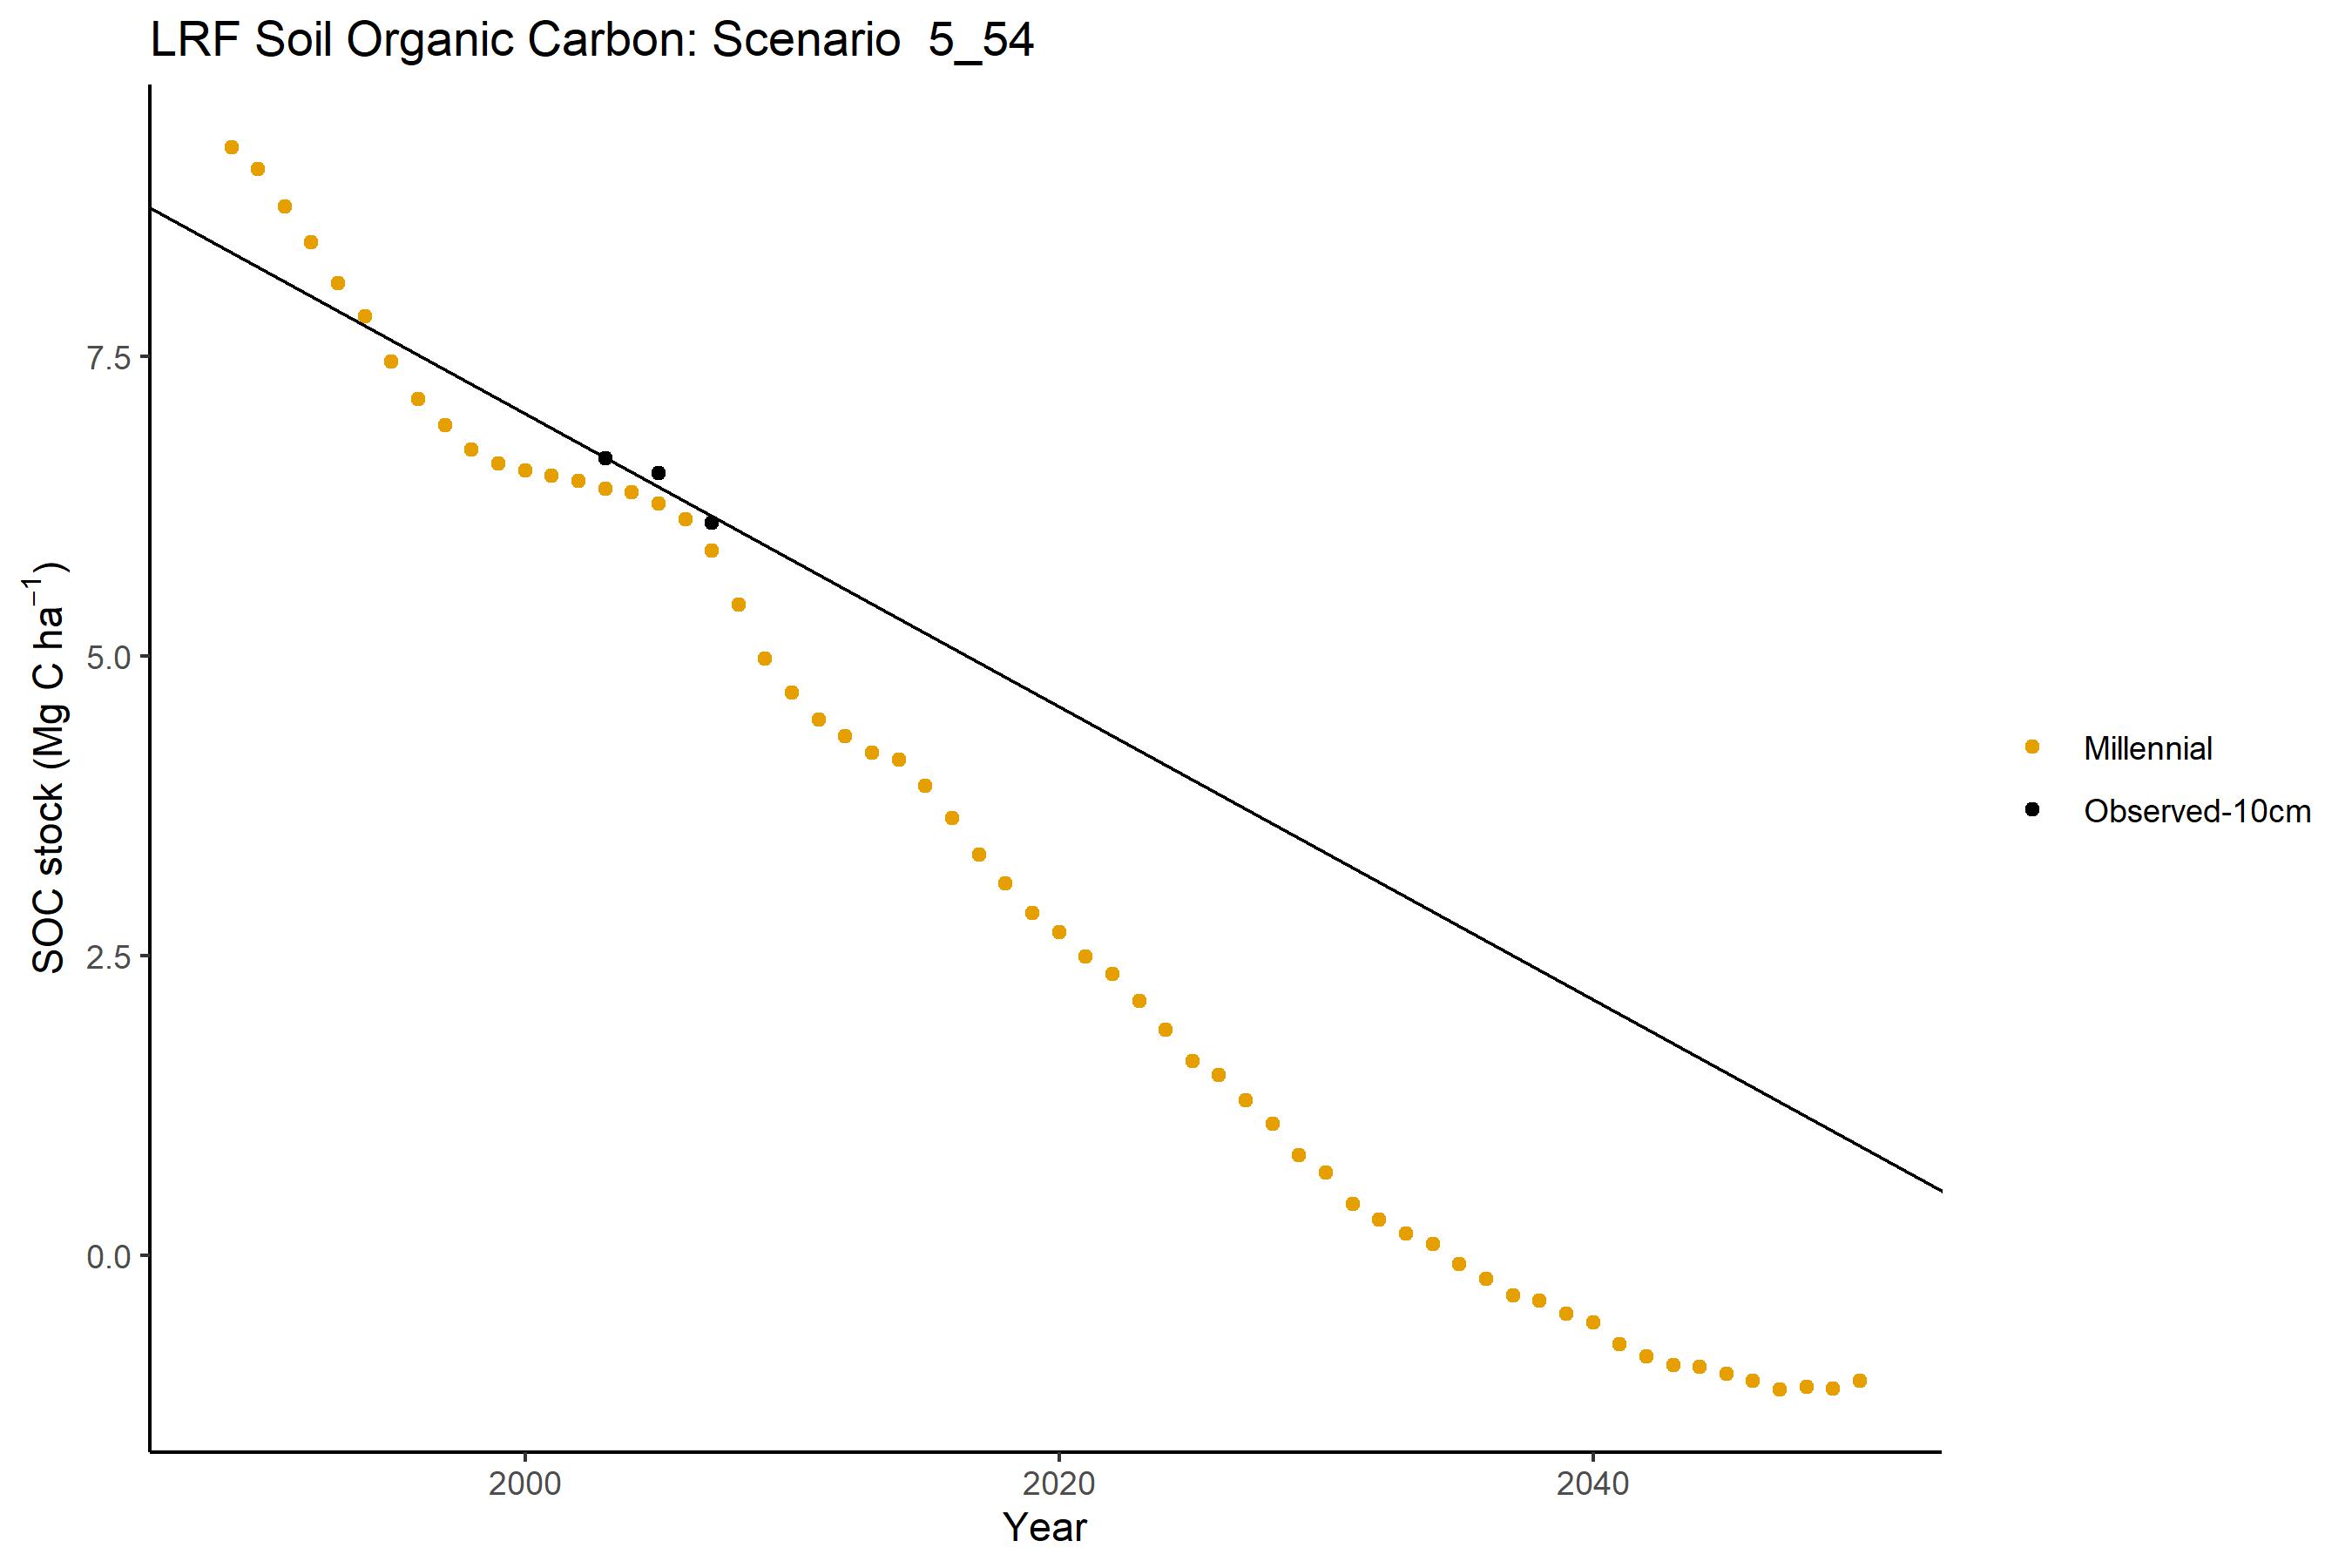 LRF Soil Organic Carbon: Scenario  5_54
SOC stock (Mg C ha⁻¹)
7.5
5.0
2.5
0.0
2000
2020
2040
Year
Millennial
Observed-10cm